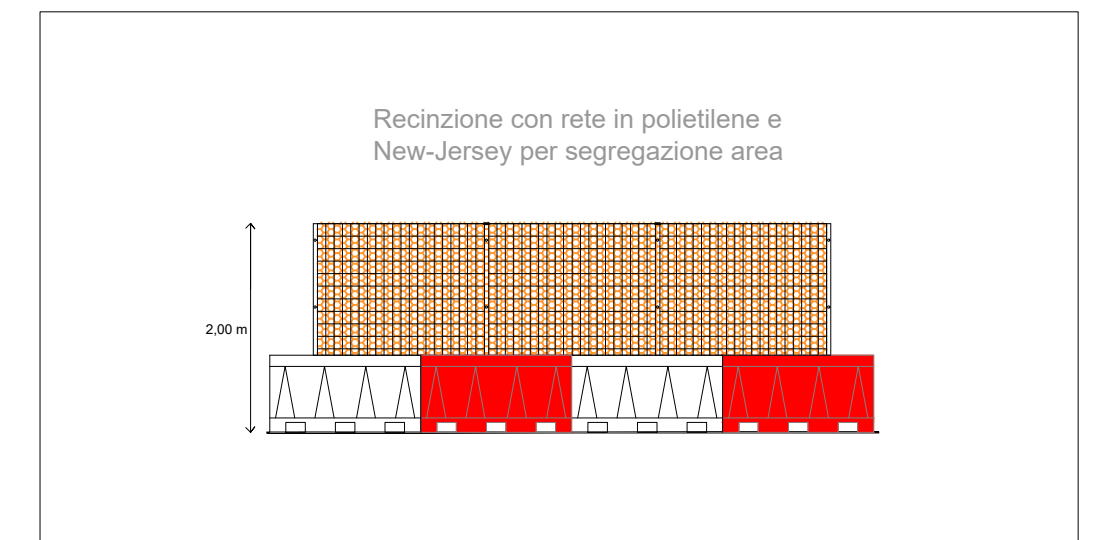 Recinzione con rete in polietilene e
New-Jersey per segregazione area
2,00 m